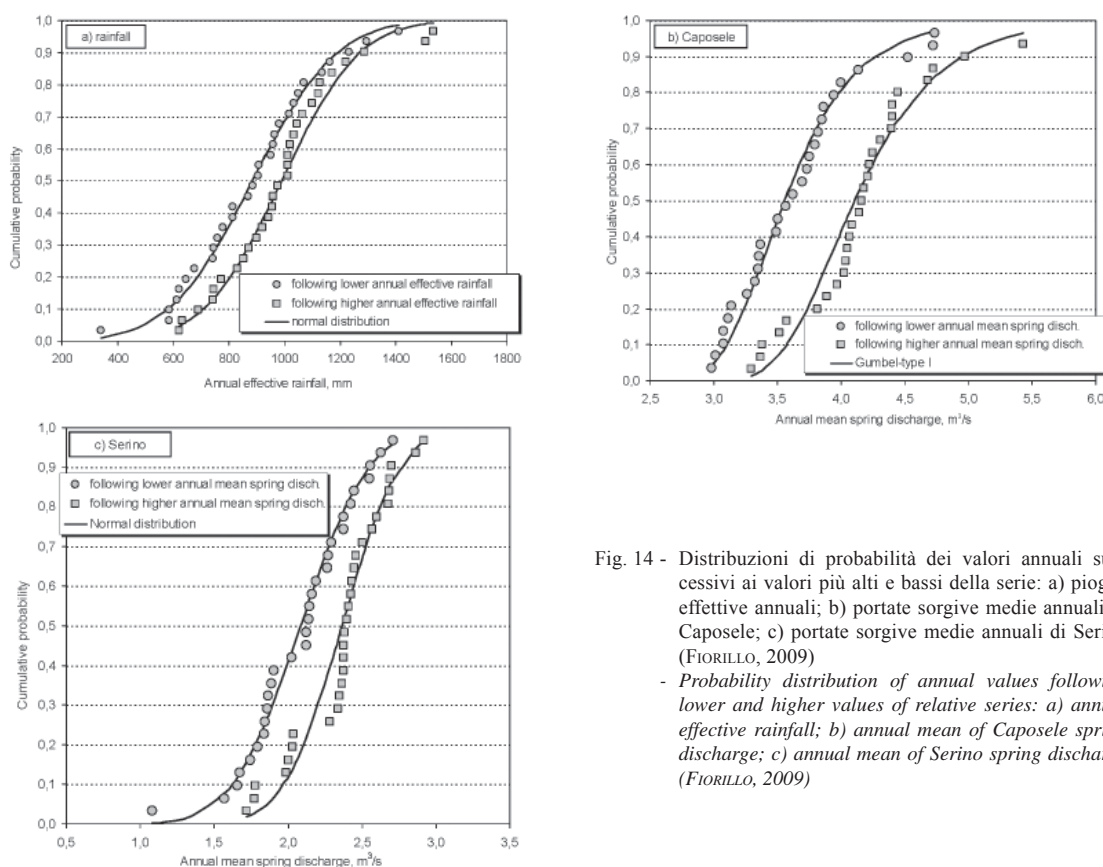 a) rainfall
1,0
0,9
0,8
0,7
0,6
0,5
0,4
0,3
0,2
0,1
0,0
Cumulative probability
following lower annual effective rainfall
following higher annual effective rainfall
normal distribution
200 400 600 800 1000 1200 1400 1600 1800
Annual effective rainfall, mm
b) Caposele
1,0
0,9
0,8
0,7
0,6
0,5
0,4
0,3
0,2
0,1
0,0
Cumulative probability
following lower annual mean spring disch.
following higher annual mean spring disch.
Gumbel-type I
2,5 3,0 3,5 4,0 4,5 5,0 5,5 6,0
Annual mean spring discharge, m³/s
c) Serino
1,0
0,9
0,8
0,7
0,6
0,5
0,4
0,3
0,2
0,1
0,0
Cumulative probability
following lower annual mean spring disch.
following higher annual mean spring disch.
Normal distribution
0,5 1,0 1,5 2,0 2,5 3,0 3,5
Annual mean spring discharge, m³/s
Fig. 14 - Distribuzioni di probabilità dei valori annuali su
cessivi ai valori più alti e bassi della serie: a) piog
effettive annuali; b) portate sorgive medie annuali
Caposele; c) portate sorgive medie annuali di Seri
(FIORILLO, 2009)
- Probability distribution of annual values followi
lower and higher values of relative series: a) annu
effective rainfall; b) annual mean of Caposele spri
discharge; c) annual mean of Serino spring dischar
(FIORILLO, 2009)